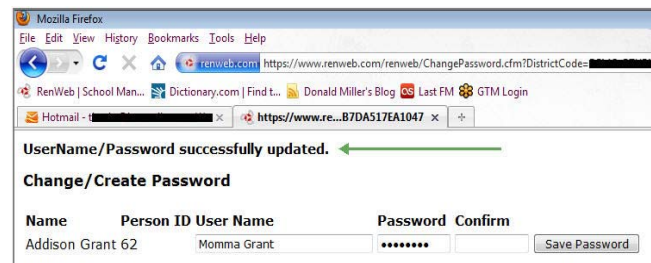 Mozilla Firefox
File Edit View History Bookmarks Tools Help
renweb.com https://www.renweb.com/renweb/ChangePassword.cfm?DistrictCode=
RenWeb | School Man... Dictionary.com | Find t... Donald Miller's Blog Last FM GTM Login
Hotmail - t https://www.re...B7DA517EA1047
UserName/Password successfully updated.
Change/Create Password
Name Person ID User Name Password Confirm
Addison Grant 62 Momma Grant •••••••• Save Password